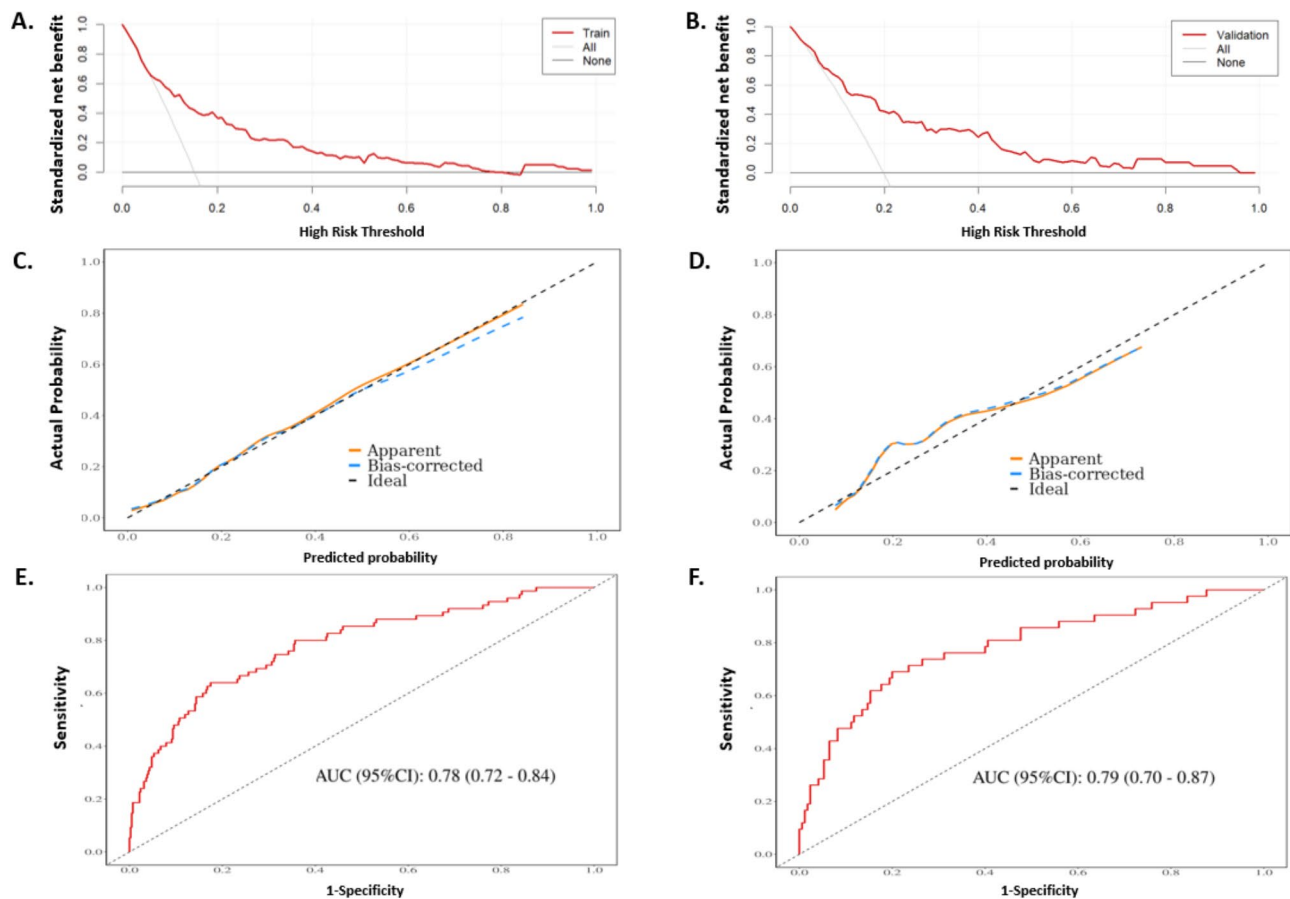 A.
Standardized net benefit
1.0
0.8
0.6
0.4
0.2
0.0
Train
All
None
0.0 0.2 0.4 0.6 0.8 1.0
High Risk Threshold
B.
Standardized net benefit
1.0
0.8
0.6
0.4
0.2
0.0
Validation
All
None
0.0 0.2 0.4 0.6 0.8 1.0
High Risk Threshold
C.
Actual Probability
1.0
0.8
0.6
0.4
0.2
0.0
Apparent
Bias-corrected
Ideal
0.0 0.2 0.4 0.6 0.8 1.0
Predicted probability
D.
Actual Probability
1.0
0.8
0.6
0.4
0.2
0.0
Apparent
Bias-corrected
Ideal
0.0 0.2 0.4 0.6 0.8 1.0
Predicted probability
E.
Sensitivity
1.0
0.8
0.6
0.4
0.2
0.0
AUC (95%CI): 0.78 (0.72 - 0.84)
0.0 0.2 0.4 0.6 0.8 1.0
1-Specificity
F.
Sensitivity
1.0
0.8
0.6
0.4
0.2
0.0
AUC (95%CI): 0.79 (0.70 - 0.87)
0.0 0.2 0.4 0.6 0.8 1.0
1-Specificity